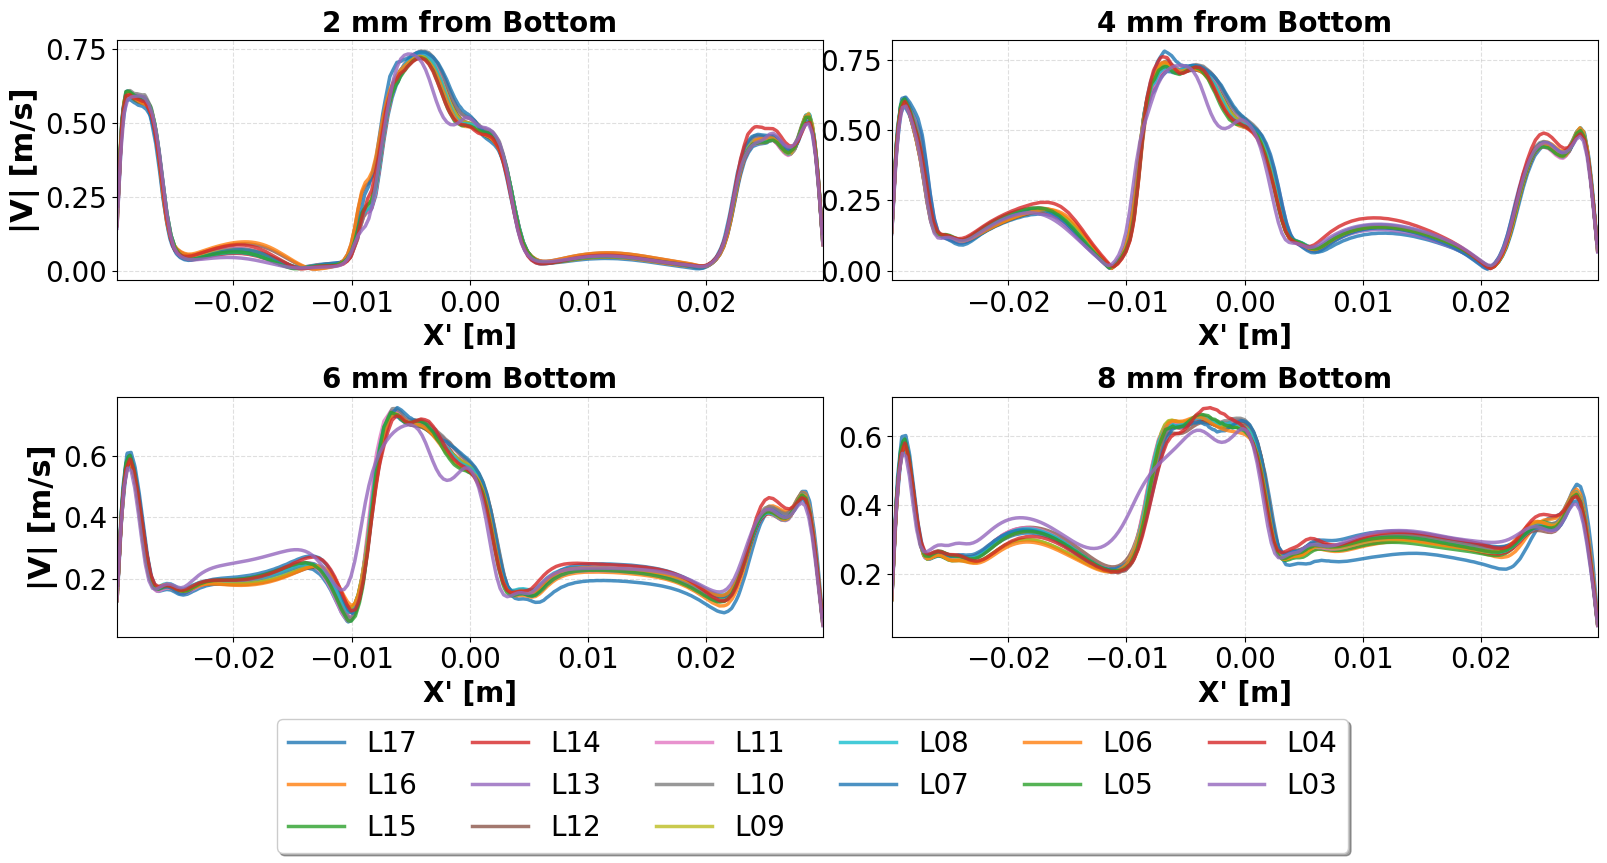 2 mm from Bottom
4 mm from Bottom
|V| [m/s]
0.75
0.50
0.25
0.00
0.75
0.50
0.25
0.00
−0.02 −0.01 0.00 0.01 0.02
−0.02 −0.01 0.00 0.01 0.02
X' [m]
X' [m]
6 mm from Bottom
8 mm from Bottom
|V| [m/s]
0.6
0.4
0.2
0.6
0.4
0.2
−0.02 −0.01 0.00 0.01 0.02
−0.02 −0.01 0.00 0.01 0.02
X' [m]
X' [m]
L17 L14 L11 L08 L06 L04
L16 L13 L10 L07 L05 L03
L15 L12 L09